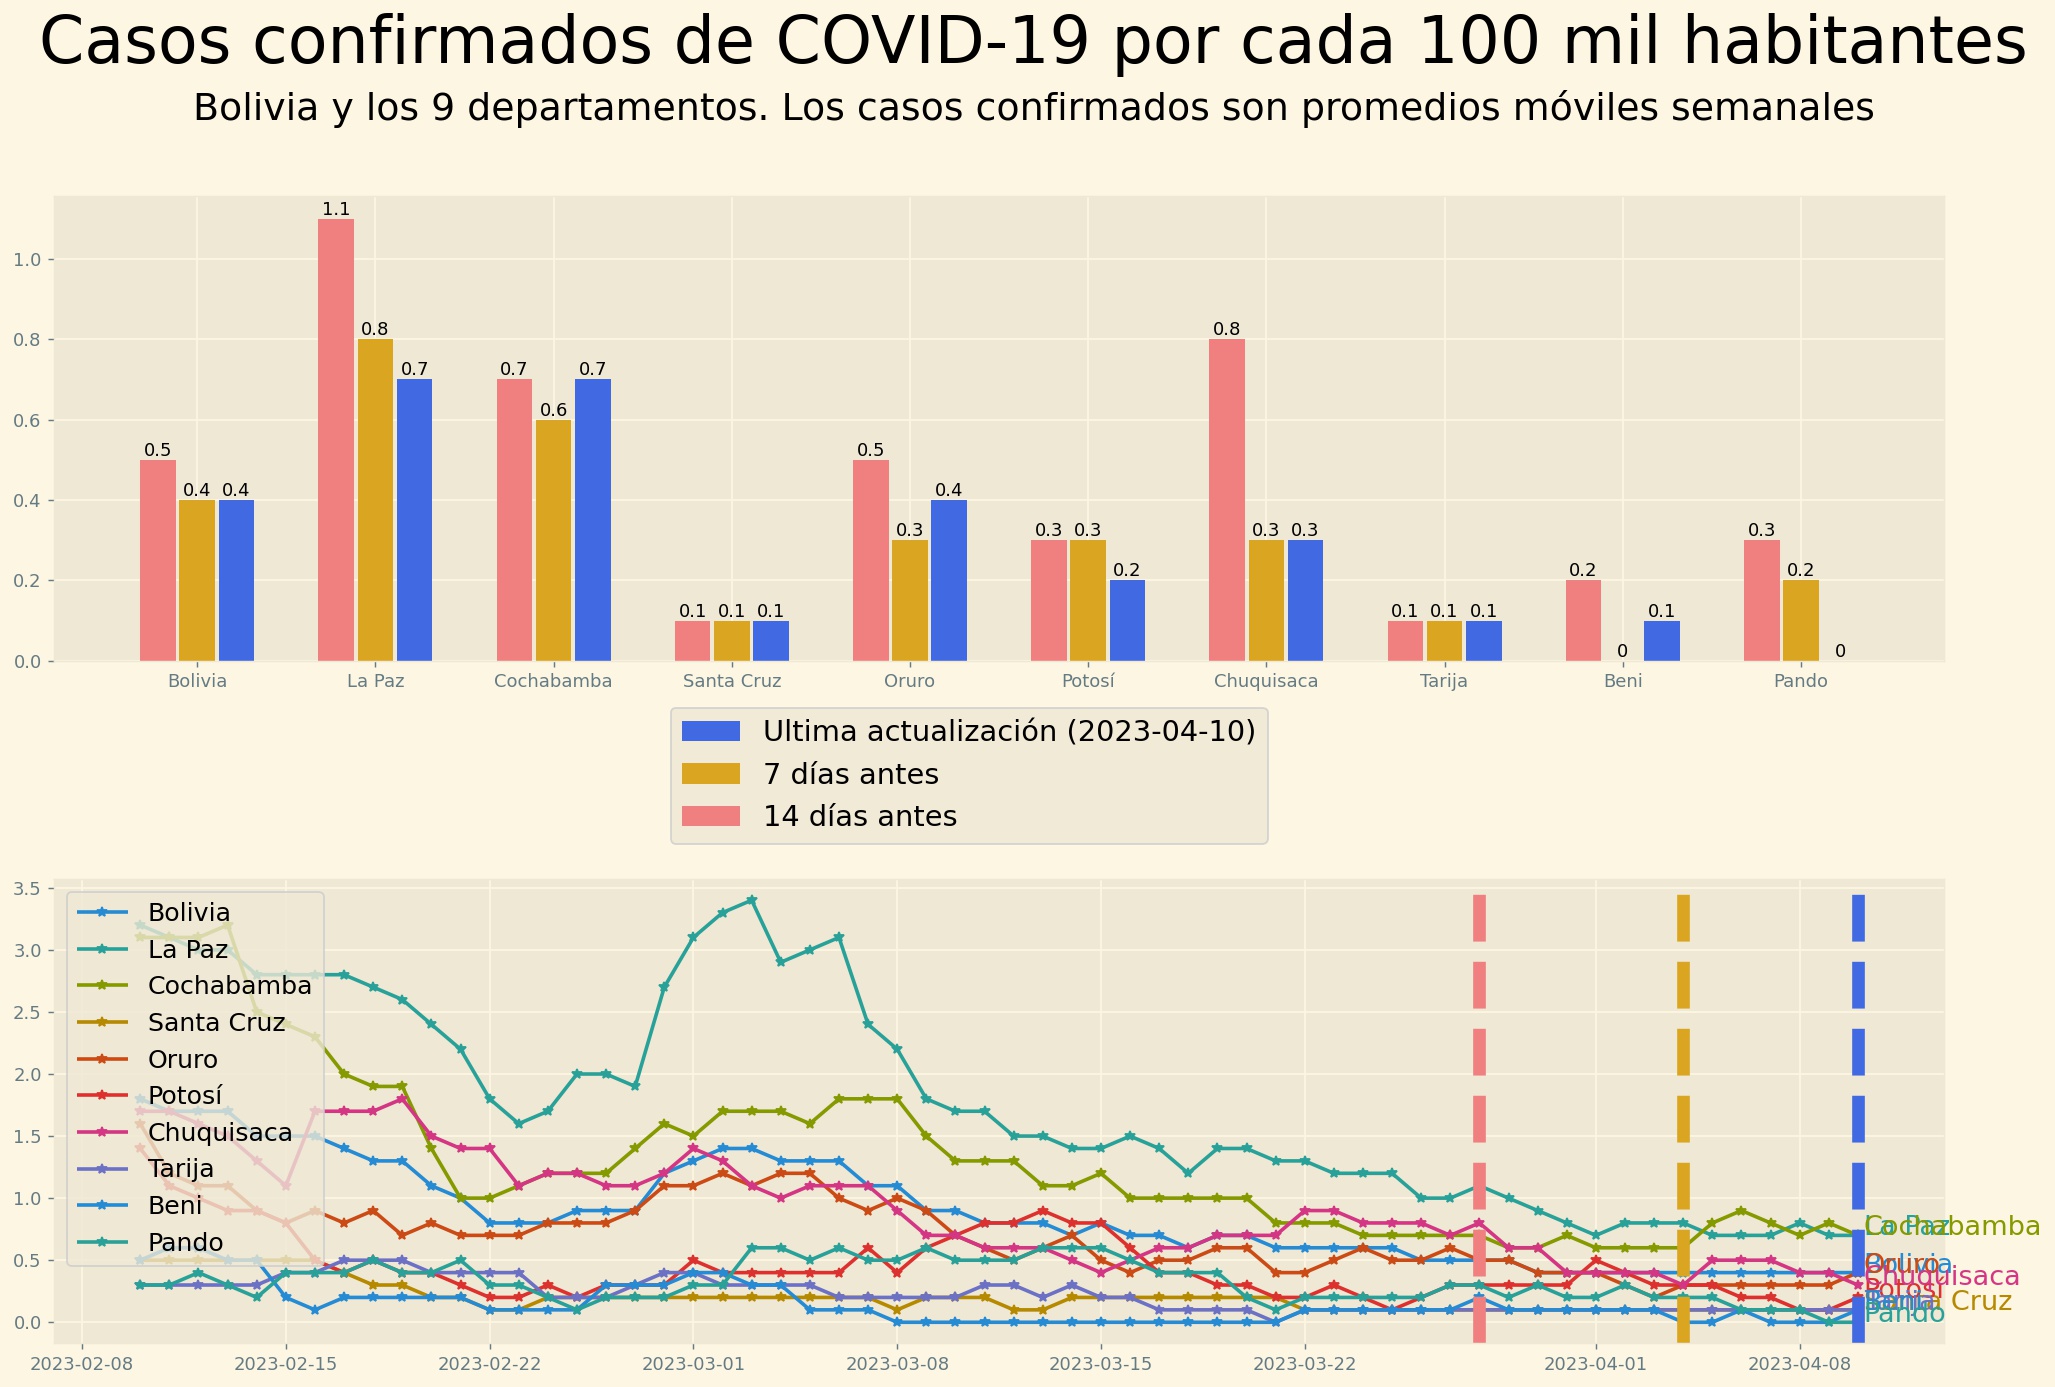 Casos confirmados de COVID-19 por cada 100 mil habitantes
Bolivia y los 9 departamentos. Los casos confirmados son promedios móviles semanales
1.0
0.8
0.6
0.4
0.2
0.0
0.5 0.4 0.4
1.1 0.8 0.7
0.7 0.6 0.7
0.1 0.1 0.1
0.5 0.3 0.4
0.3 0.3 0.2
0.8 0.3 0.3
0.1 0.1 0.1
0.2 0 0.1
0.3 0.2 0
Bolivia La Paz Cochabamba Santa Cruz Oruro Potosí Chuquisaca Tarija Beni Pando
Ultima actualización (2023-04-10)
7 días antes
14 días antes
3.5
3.0
2.5
2.0
1.5
1.0
0.5
0.0
Bolivia
La Paz
Cochabamba
Santa Cruz
Oruro
Potosí
Chuquisaca
Tarija
Beni
Pando
La Paz
Cochabamba
Oruro
Bolivia
Chuquisaca
Potosí
Santa Cruz
Tarija
Pando
2023-02-08 2023-02-15 2023-02-22 2023-03-01 2023-03-08 2023-03-15 2023-03-22 2023-04-01 2023-04-08